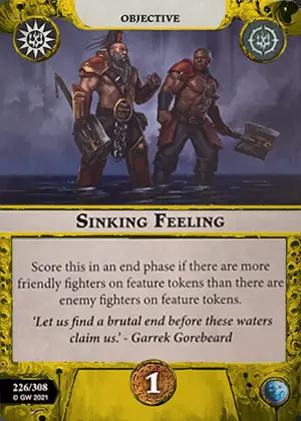 OBJECTIVE
SINKING FEELING
Score this in an end phase if there are more
friendly fighters on feature tokens than there are
enemy fighters on feature tokens.
‘Let us find a brutal end before these waters
claim us.’ - Garrek Gorebeard
226/308
© GW 2021
1